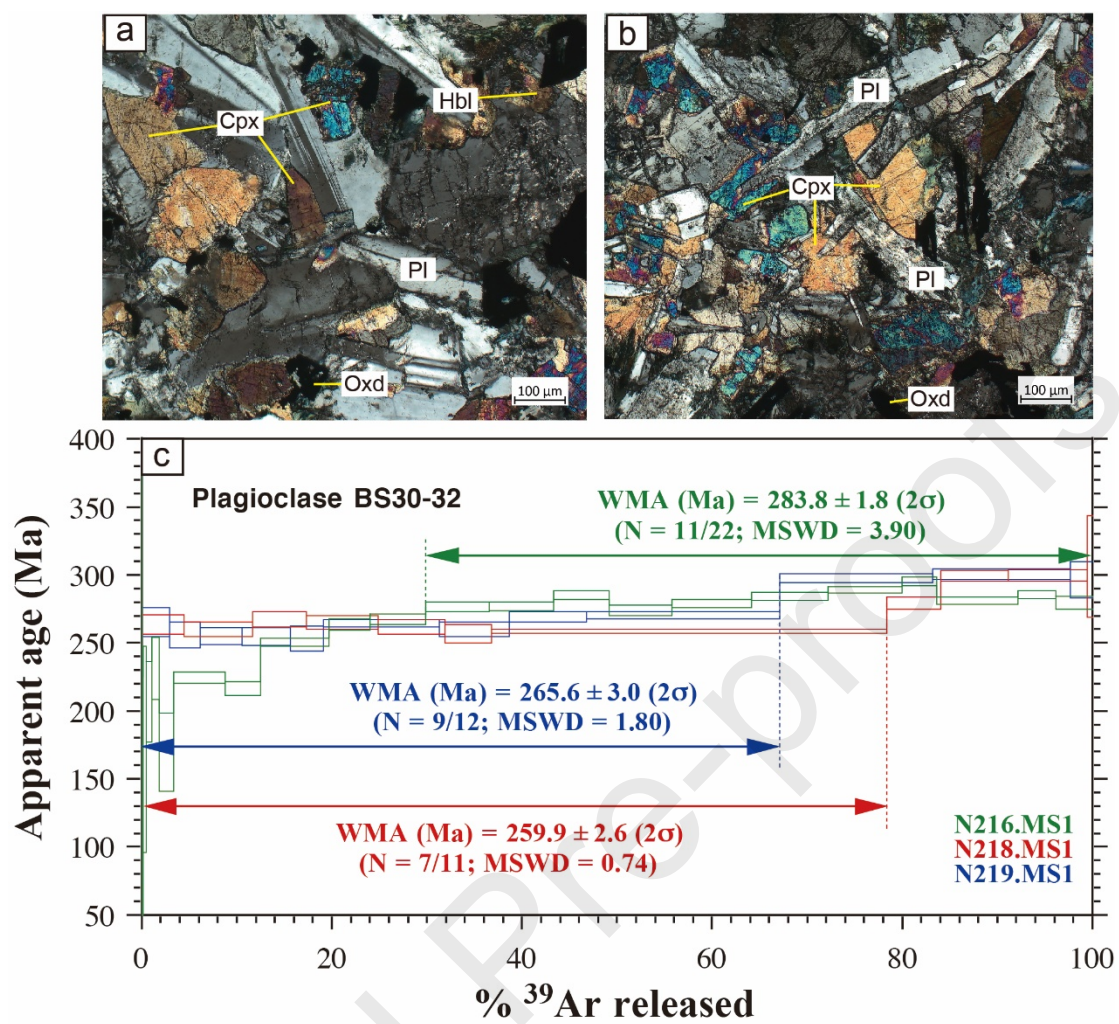 a
Cpx
Hbl
Pl
Oxd
100 µm
b
Pl
Cpx
Pl
Oxd
100 µm
c
Plagioclase BS30-32
WMA (Ma) = 283.8 ± 1.8 (2σ)
(N = 11/22; MSWD = 3.90)
WMA (Ma) = 265.6 ± 3.0 (2σ)
(N = 9/12; MSWD = 1.80)
WMA (Ma) = 259.9 ± 2.6 (2σ)
(N = 7/11; MSWD = 0.74)
N216.MS1
N218.MS1
N219.MS1
Apparent age (Ma)
400
350
300
250
200
150
100
50
0 20 40 60 80 100
% ³⁹Ar released
Pre-proofs